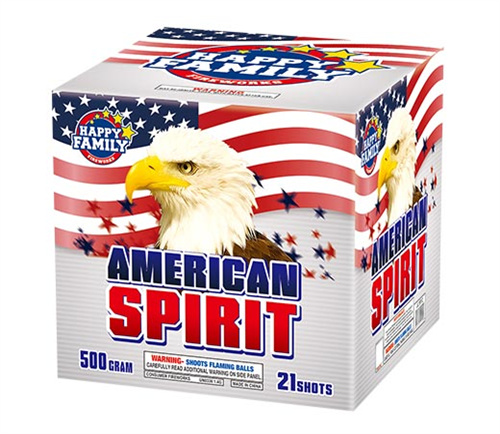 HAPPY
FAMILY
FIREWORKS
WARNING
HAPPY
FAMILY
FIREWORKS
AMERICAN
SPIRIT
500 GRAM
WARNING- SHOOTS FLAMING BALLS
CAREFULLY READ ADDITIONAL WARNING ON SIDE PANEL.
CONSUMER FIREWORKS UN0336 1.4G MADE IN CHINA
21 SHOTS
HAPPY
FAMILY
AMERICAN
SPIRIT